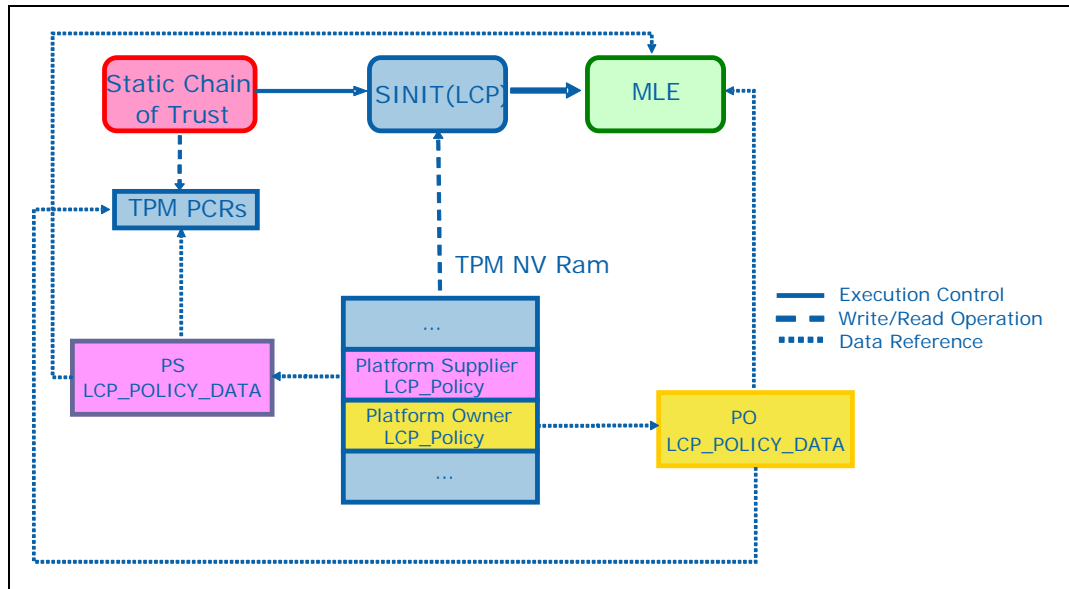 Static Chain
of Trust
SINIT(LCP)
MLE
TPM PCRs
TPM NV Ram
Execution Control
Write/Read Operation
Data Reference
...
PS
LCP_POLICY_DATA
Platform Supplier
LCP_Policy
Platform Owner
LCP_Policy
...
PO
LCP_POLICY_DATA